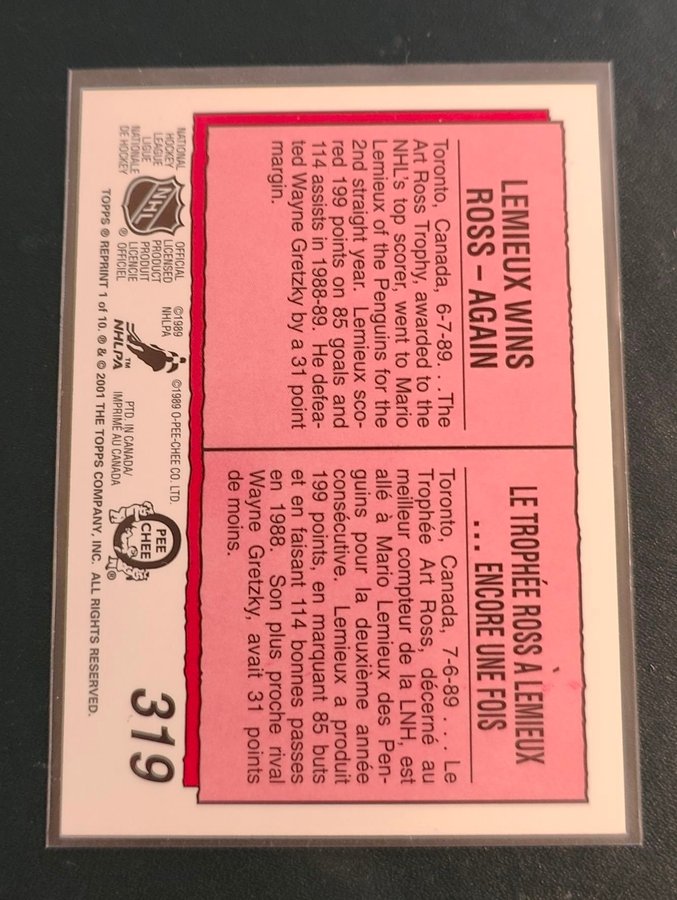 LEMIEUX WINS
ROSS – AGAIN
Toronto, Canada, 6-7-89. . .The
Art Ross Trophy, awarded to the
NHL's top scorer, went to Mario
Lemieux of the Penguins for the
2nd straight year. Lemieux sco-
red 199 points on 85 goals and
114 assists in 1988-89. He defea-
ted Wayne Gretzky by a 31 point
margin.
LE TROPHÉE ROSS À LEMIEUX
... ENCORE UNE FOIS
Toronto, Canada, 7-6-89 . . . Le
Trophée Art Ross, décerné au
meilleur compteur de la LNH, est
allé à Mario Lemieux des Pen-
guins, pour la deuxième année
consécutive. Lemieux a produit
199 points, en marquant 85 buts
et en faisant 114 bonnes passes
en 1988. Son plus proche rival
Wayne Gretzky, avait 31 points
de moins.
NATIONAL
HOCKEY
LEAGUE
LIGUE
NATIONALE
DE HOCKEY
NHL
®
OFFICIAL
LICENSED
PRODUCT
PRODUIT
LICENCIE
OFFICIEL
©1989
NHLPA
NHLPA™
©1989 O-PEE-CHEE CO. LTD.
PTD. IN CANADA/
IMPRIMÉ AU CANADA
O
PEE
CHEE
®
319
TOPPS ® REPRINT 1 of 10. ® & © 2001 THE TOPPS COMPANY, INC. ALL RIGHTS RESERVED.